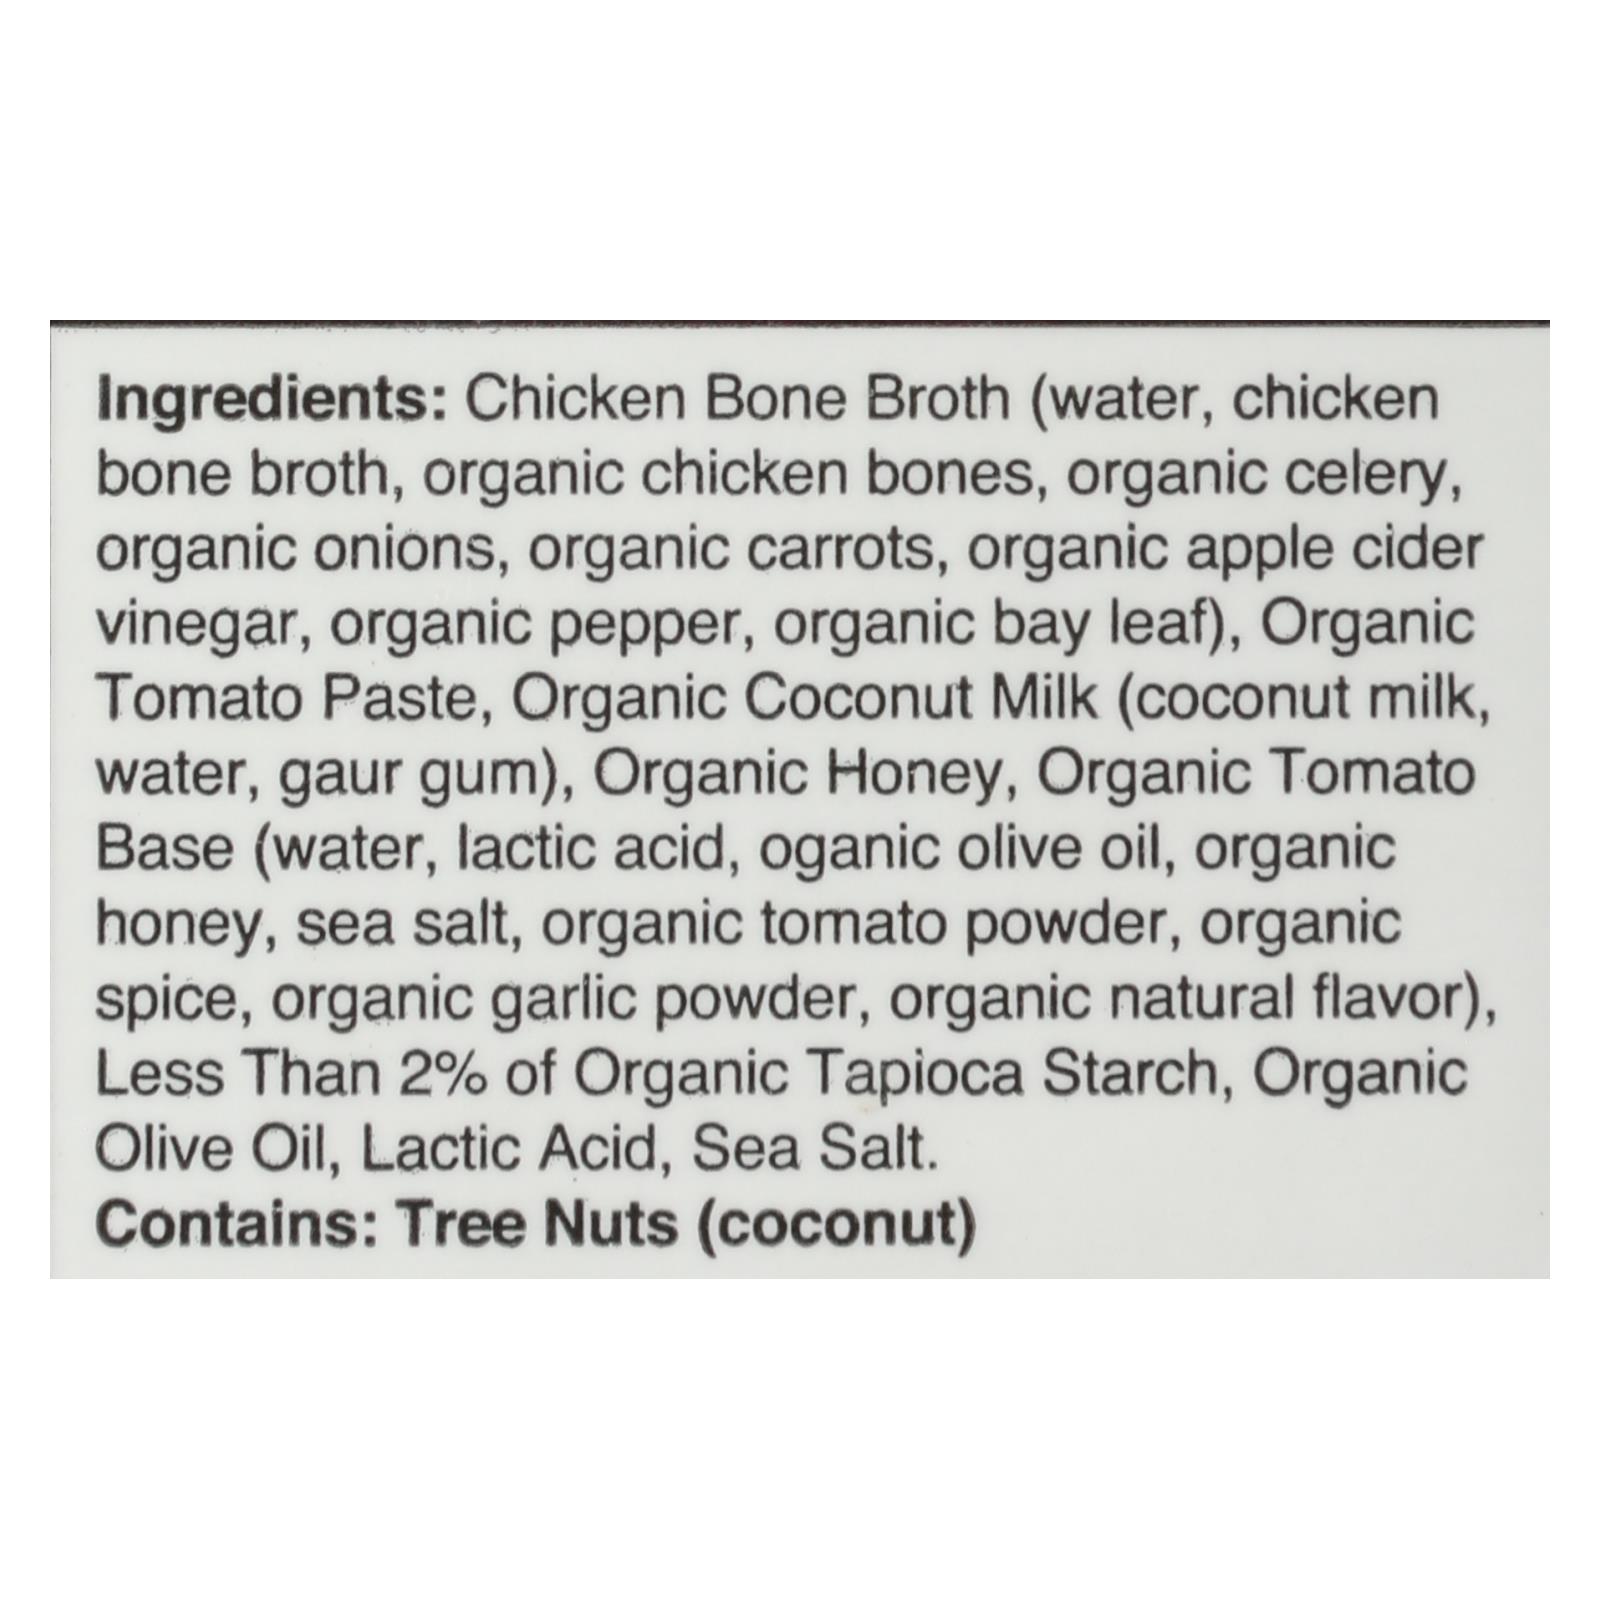 Ingredients: Chicken Bone Broth (water, chicken
bone broth, organic chicken bones, organic celery,
organic onions, organic carrots, organic apple cider
vinegar, organic pepper, organic bay leaf), Organic
Tomato Paste, Organic Coconut Milk (coconut milk,
water, gaur gum), Organic Honey, Organic Tomato
Base (water, lactic acid, oganic olive oil, organic
honey, sea salt, organic tomato powder, organic
spice, organic garlic powder, organic natural flavor),
Less Than 2% of Organic Tapioca Starch, Organic
Olive Oil, Lactic Acid, Sea Salt.
Contains: Tree Nuts (coconut)